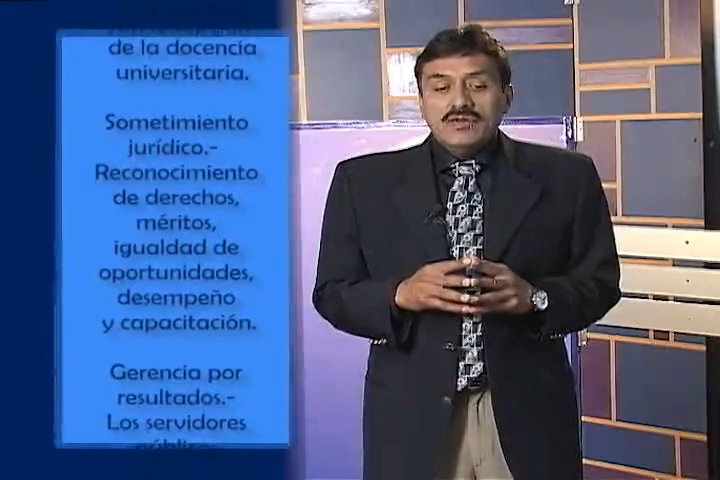 de la docencia
universitaria.
Sometimiento
jurídico.-
Reconocimiento
de derechos,
méritos,
igualdad de
oportunidades,
desempeño
y capacitación.
Gerencia por
resultados.-
Los servidores